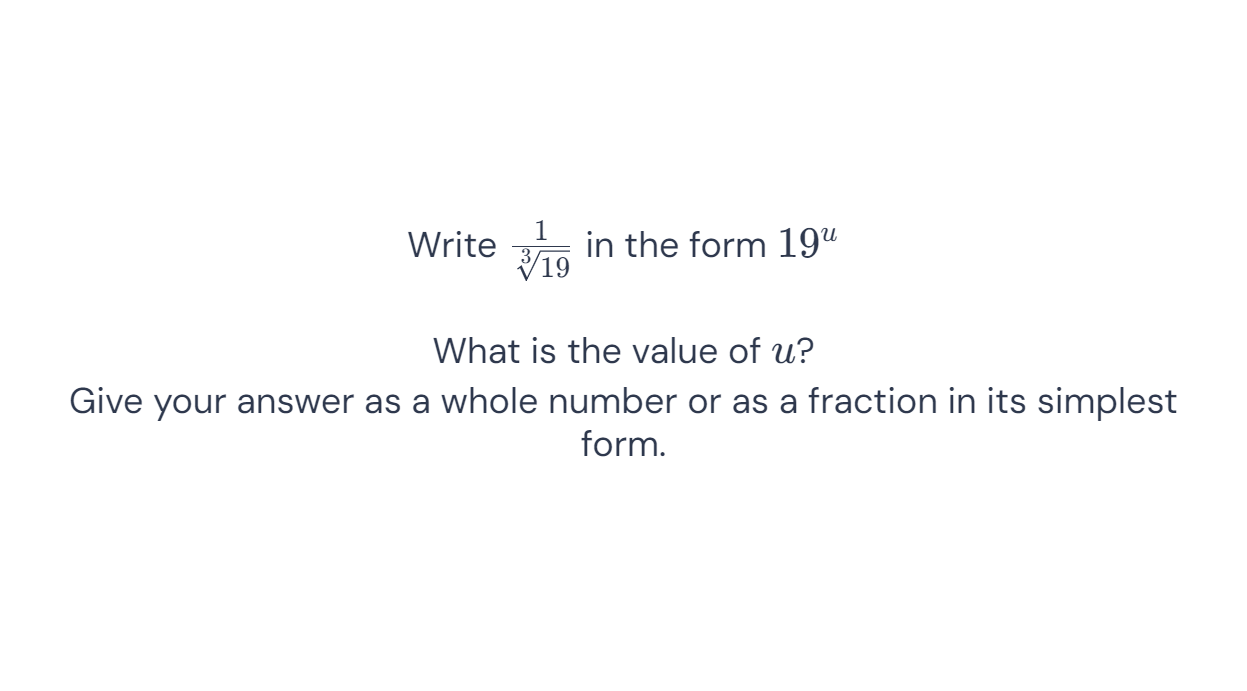 Write $\frac{1}{\sqrt[3]{19}}$ in the form $19^u$
What is the value of $u$?
Give your answer as a whole number or as a fraction in its simplest
form.